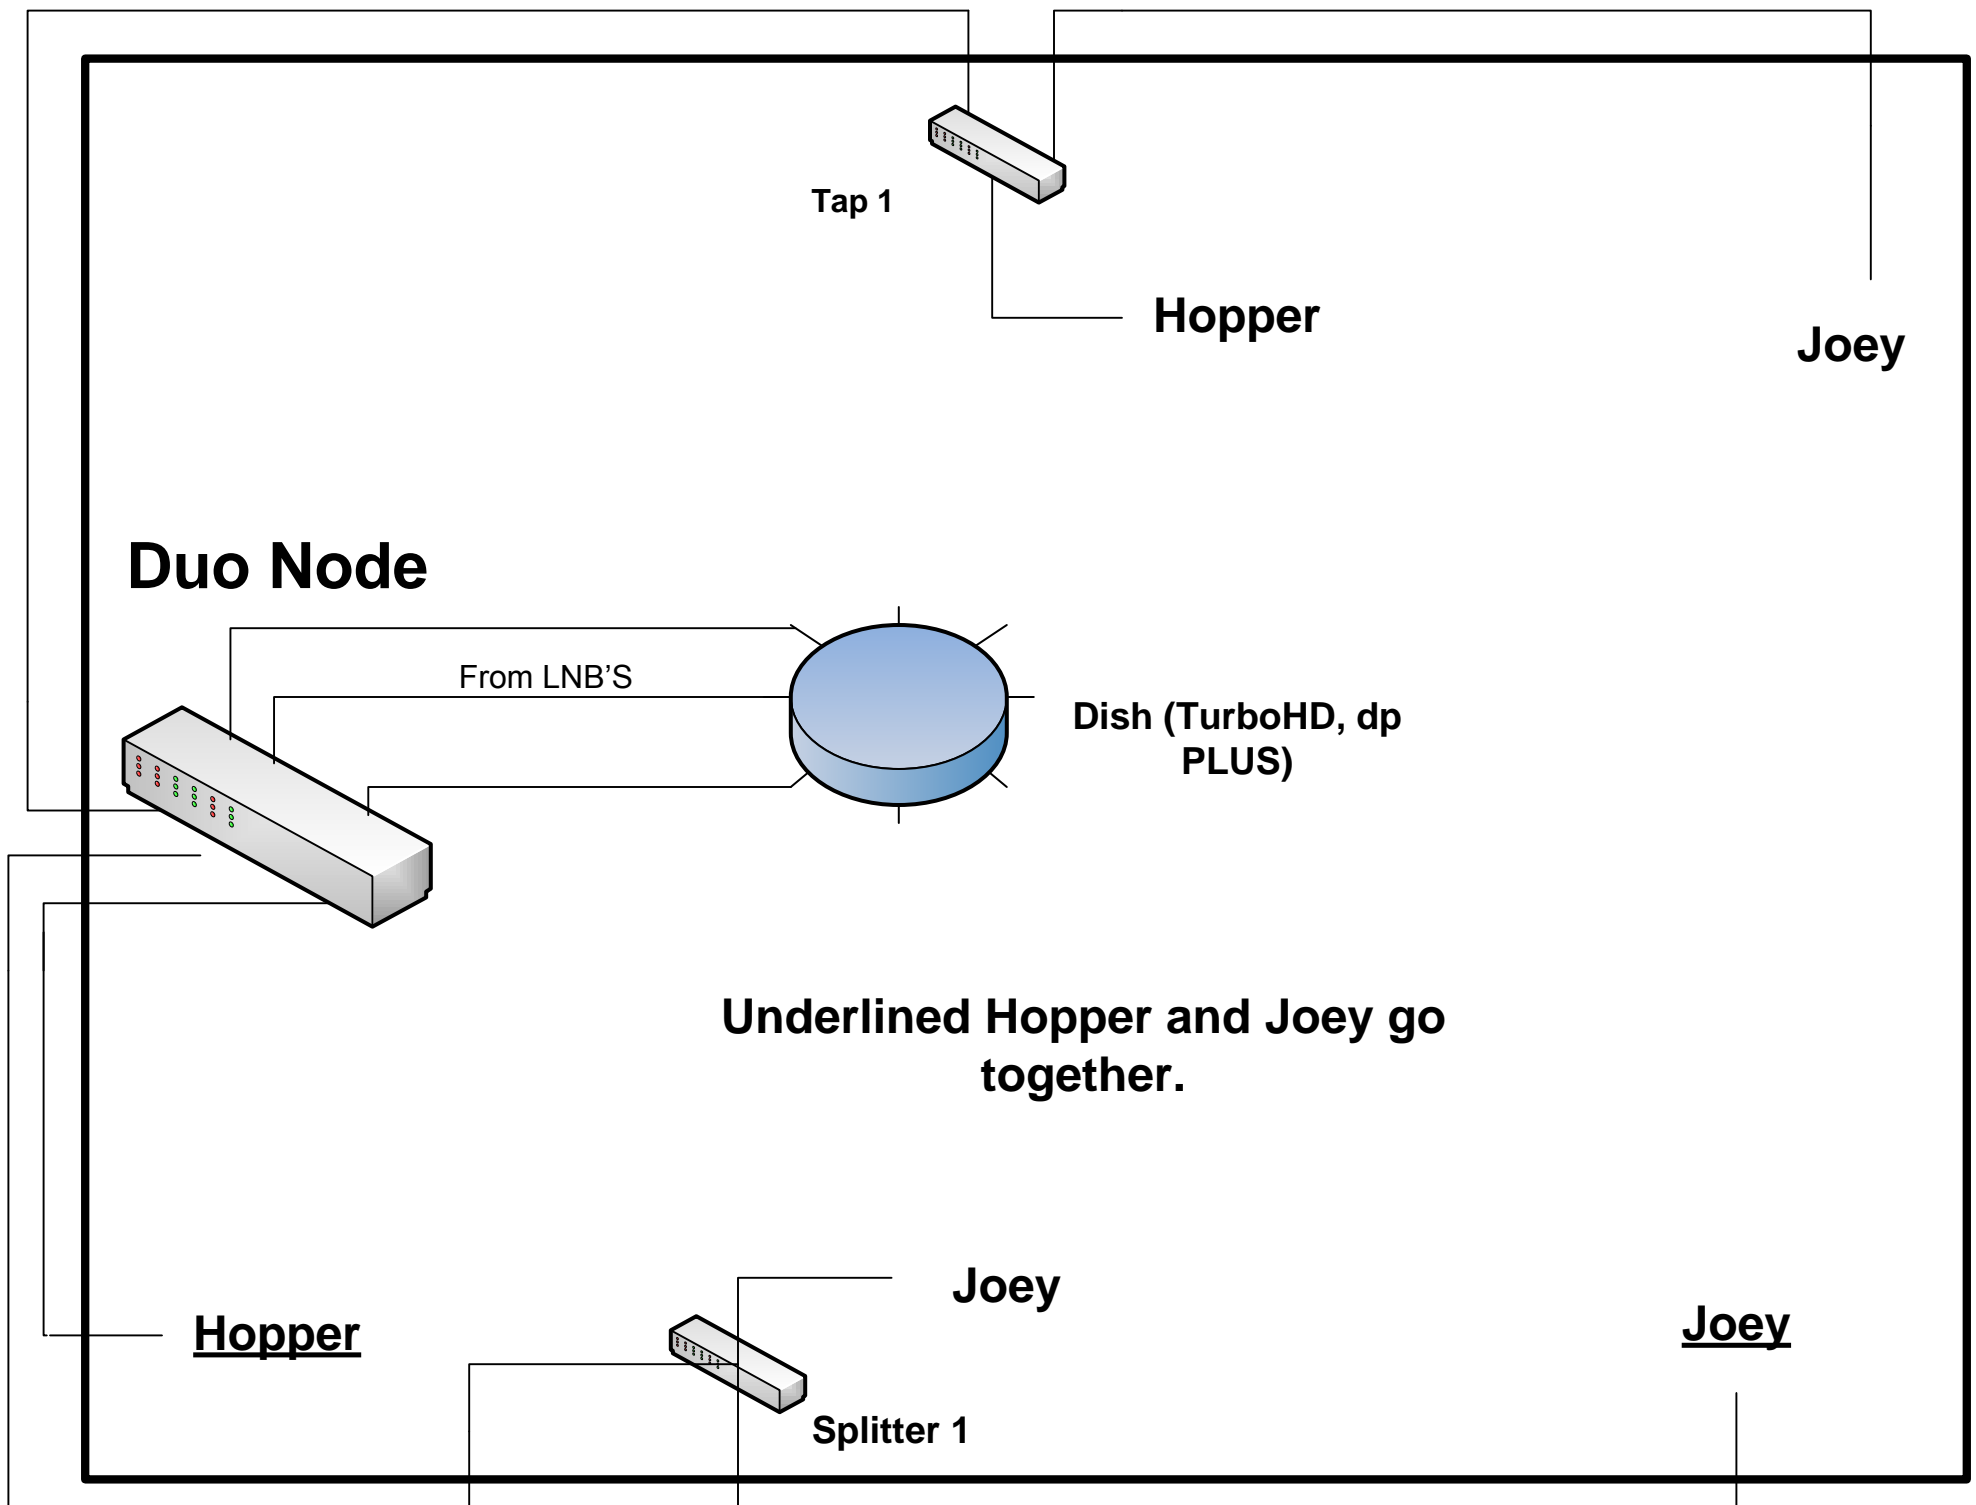 Tap 1
Hopper
Joey
Duo Node
From LNB'S
Dish (TurboHD, dp
PLUS)
Underlined Hopper and Joey go
together.
Joey
Hopper
Joey
Splitter 1